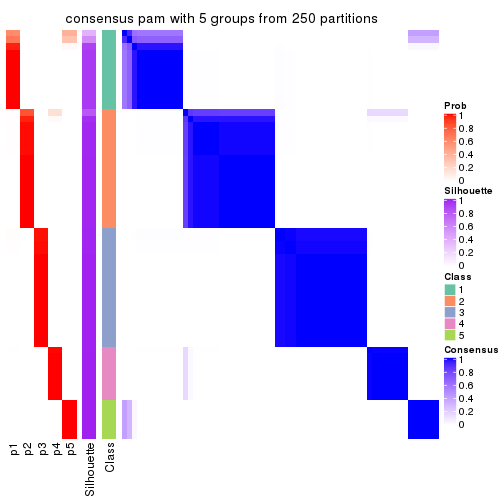 consensus pam with 5 groups from 250 partitions
Prob
1
0.8
0.6
0.4
0.2
0
Silhouette
1
0.8
0.6
0.4
0.2
0
Class
1
2
3
4
5
Consensus
1
0.8
0.6
0.4
0.2
0
p1
p2
p3
p4
p5
Silhouette
Class